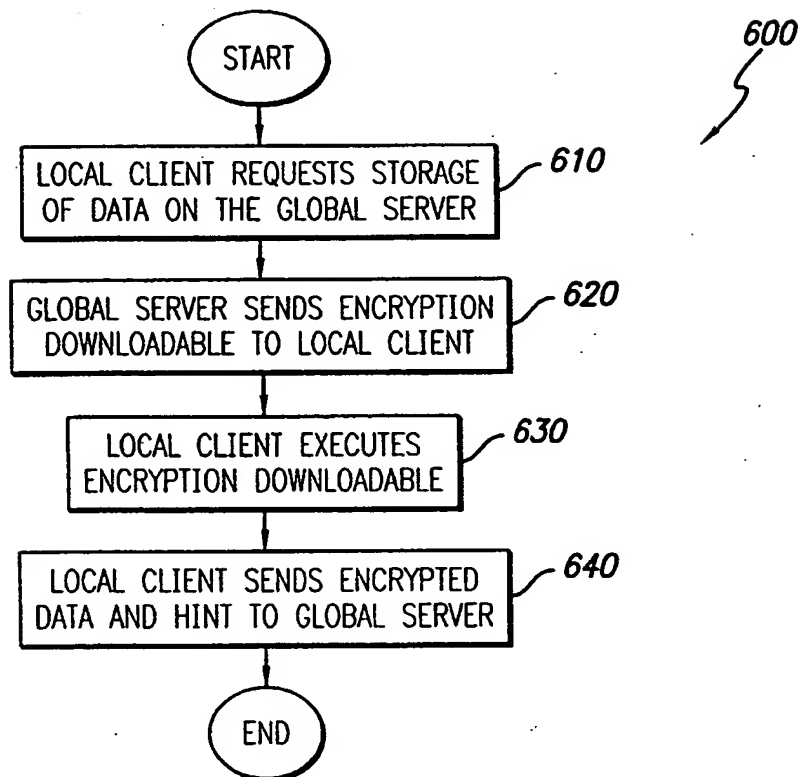 START
600
LOCAL CLIENT REQUESTS STORAGE
OF DATA ON THE GLOBAL SERVER
610
GLOBAL SERVER SENDS ENCRYPTION
DOWNLOADABLE TO LOCAL CLIENT
620
LOCAL CLIENT EXECUTES
ENCRYPTION DOWNLOADABLE
630
LOCAL CLIENT SENDS ENCRYPTED
DATA AND HINT TO GLOBAL SERVER
640
END